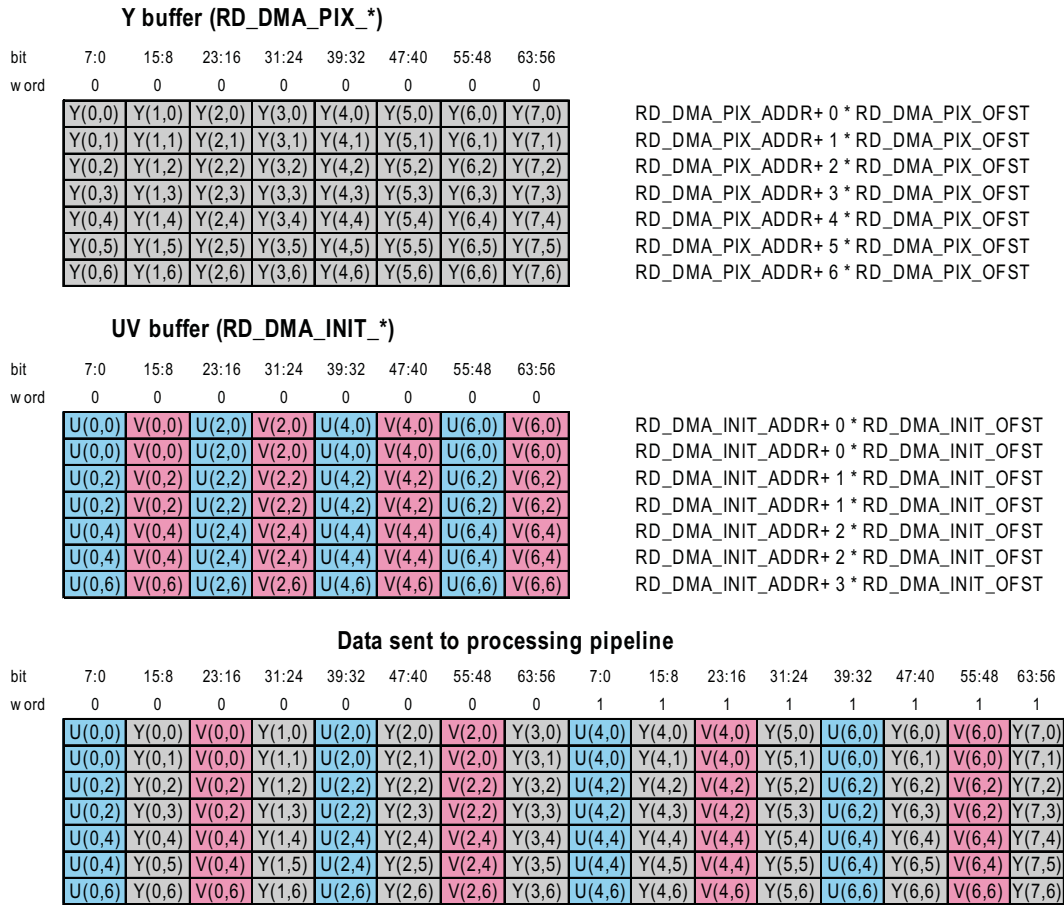 Y buffer (RD_DMA_PIX_*)
bit 7:0 15:8 23:16 31:24 39:32 47:40 55:48 63:56
word 0 0 0 0 0 0 0 0
Y(0,0) Y(1,0) Y(2,0) Y(3,0) Y(4,0) Y(5,0) Y(6,0) Y(7,0) RD_DMA_PIX_ADDR+ 0 * RD_DMA_PIX_OFST
Y(0,1) Y(1,1) Y(2,1) Y(3,1) Y(4,1) Y(5,1) Y(6,1) Y(7,1) RD_DMA_PIX_ADDR+ 1 * RD_DMA_PIX_OFST
Y(0,2) Y(1,2) Y(2,2) Y(3,2) Y(4,2) Y(5,2) Y(6,2) Y(7,2) RD_DMA_PIX_ADDR+ 2 * RD_DMA_PIX_OFST
Y(0,3) Y(1,3) Y(2,3) Y(3,3) Y(4,3) Y(5,3) Y(6,3) Y(7,3) RD_DMA_PIX_ADDR+ 3 * RD_DMA_PIX_OFST
Y(0,4) Y(1,4) Y(2,4) Y(3,4) Y(4,4) Y(5,4) Y(6,4) Y(7,4) RD_DMA_PIX_ADDR+ 4 * RD_DMA_PIX_OFST
Y(0,5) Y(1,5) Y(2,5) Y(3,5) Y(4,5) Y(5,5) Y(6,5) Y(7,5) RD_DMA_PIX_ADDR+ 5 * RD_DMA_PIX_OFST
Y(0,6) Y(1,6) Y(2,6) Y(3,6) Y(4,6) Y(5,6) Y(6,6) Y(7,6) RD_DMA_PIX_ADDR+ 6 * RD_DMA_PIX_OFST
UV buffer (RD_DMA_INIT_*)
bit 7:0 15:8 23:16 31:24 39:32 47:40 55:48 63:56
word 0 0 0 0 0 0 0 0
U(0,0) V(0,0) U(2,0) V(2,0) U(4,0) V(4,0) U(6,0) V(6,0) RD_DMA_INIT_ADDR+ 0 * RD_DMA_INIT_OFST
U(0,0) V(0,0) U(2,0) V(2,0) U(4,0) V(4,0) U(6,0) V(6,0) RD_DMA_INIT_ADDR+ 0 * RD_DMA_INIT_OFST
U(0,2) V(0,2) U(2,2) V(2,2) U(4,2) V(4,2) U(6,2) V(6,2) RD_DMA_INIT_ADDR+ 1 * RD_DMA_INIT_OFST
U(0,2) V(0,2) U(2,2) V(2,2) U(4,2) V(4,2) U(6,2) V(6,2) RD_DMA_INIT_ADDR+ 1 * RD_DMA_INIT_OFST
U(0,4) V(0,4) U(2,4) V(2,4) U(4,4) V(4,4) U(6,4) V(6,4) RD_DMA_INIT_ADDR+ 2 * RD_DMA_INIT_OFST
U(0,4) V(0,4) U(2,4) V(2,4) U(4,4) V(4,4) U(6,4) V(6,4) RD_DMA_INIT_ADDR+ 2 * RD_DMA_INIT_OFST
U(0,6) V(0,6) U(2,6) V(2,6) U(4,6) V(4,6) U(6,6) V(6,6) RD_DMA_INIT_ADDR+ 3 * RD_DMA_INIT_OFST
Data sent to processing pipeline
bit 7:0 15:8 23:16 31:24 39:32 47:40 55:48 63:56 7:0 15:8 23:16 31:24 39:32 47:40 55:48 63:56
word 0 0 0 0 0 0 0 0 1 1 1 1 1 1 1 1
U(0,0) Y(0,0) V(0,0) Y(1,0) U(2,0) Y(2,0) V(2,0) Y(3,0) U(4,0) Y(4,0) V(4,0) Y(5,0) U(6,0) Y(6,0) V(6,0) Y(7,0)
U(0,0) Y(0,1) V(0,0) Y(1,1) U(2,0) Y(2,1) V(2,0) Y(3,1) U(4,0) Y(4,1) V(4,0) Y(5,1) U(6,0) Y(6,1) V(6,0) Y(7,1)
U(0,2) Y(0,2) V(0,2) Y(1,2) U(2,2) Y(2,2) V(2,2) Y(3,2) U(4,2) Y(4,2) V(4,2) Y(5,2) U(6,2) Y(6,2) V(6,2) Y(7,2)
U(0,2) Y(0,3) V(0,2) Y(1,3) U(2,2) Y(2,3) V(2,2) Y(3,3) U(4,2) Y(4,3) V(4,2) Y(5,3) U(6,2) Y(6,3) V(6,2) Y(7,3)
U(0,4) Y(0,4) V(0,4) Y(1,4) U(2,4) Y(2,4) V(2,4) Y(3,4) U(4,4) Y(4,4) V(4,4) Y(5,4) U(6,4) Y(6,4) V(6,4) Y(7,4)
U(0,4) Y(0,5) V(0,4) Y(1,5) U(2,4) Y(2,5) V(2,4) Y(3,5) U(4,4) Y(4,5) V(4,4) Y(5,5) U(6,4) Y(6,5) V(6,4) Y(7,5)
U(0,6) Y(0,6) V(0,6) Y(1,6) U(2,6) Y(2,6) V(2,6) Y(3,6) U(4,6) Y(4,6) V(4,6) Y(5,6) U(6,6) Y(6,6) V(6,6) Y(7,6)